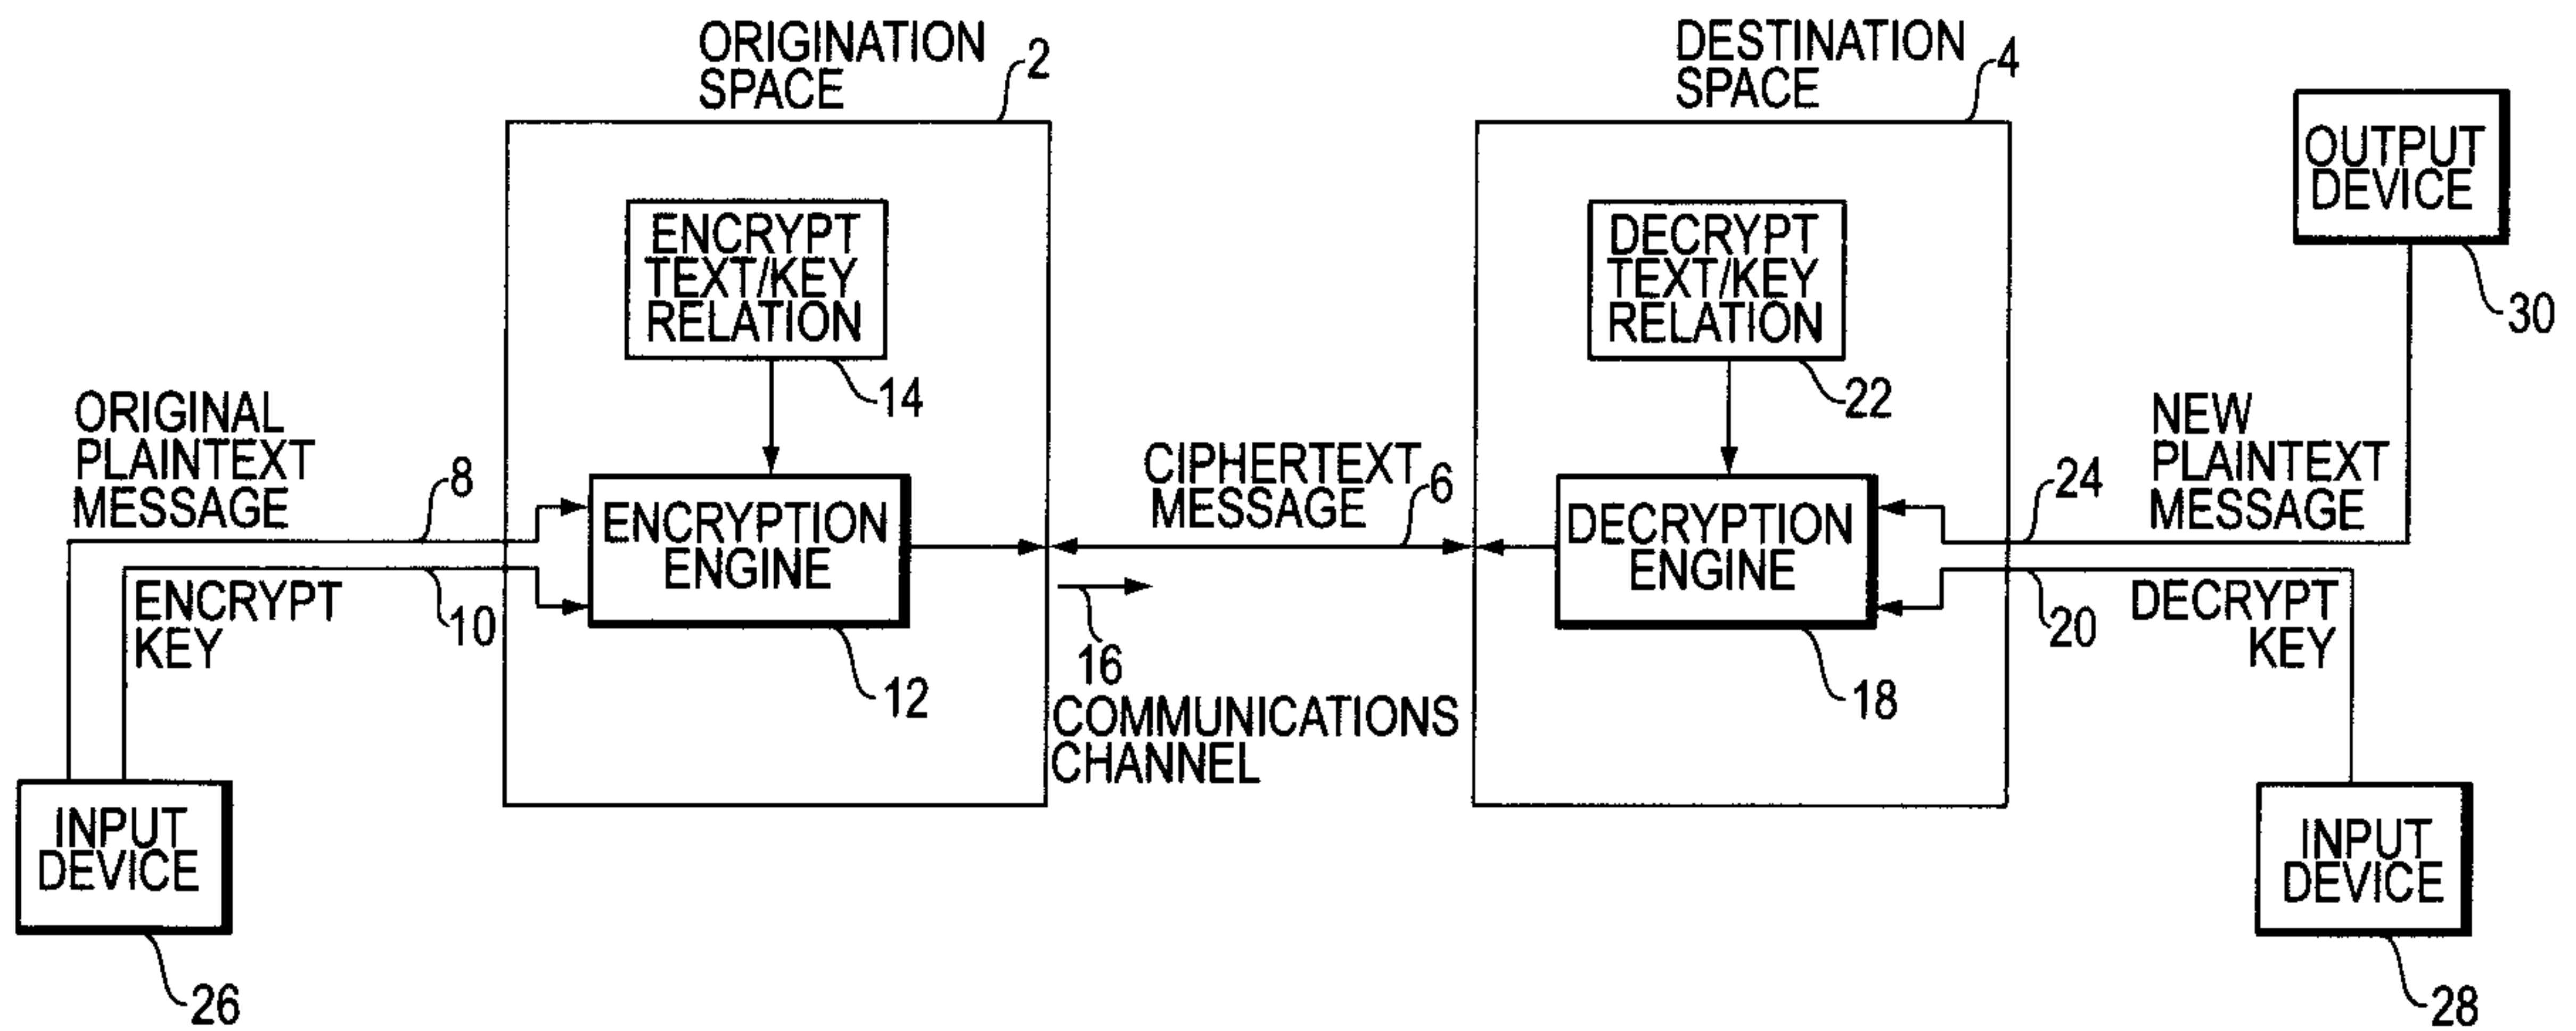 ORIGINATION
SPACE
2
DESTINATION
SPACE
4
OUTPUT
DEVICE
30
ENCRYPT
TEXT/KEY
RELATION
14
DECRYPT
TEXT/KEY
RELATION
22
ORIGINAL
PLAINTEXT
MESSAGE
8
ENCRYPT
KEY
10
ENCRYPTION
ENGINE
12
CIPHERTEXT
MESSAGE
6
16
COMMUNICATIONS
CHANNEL
DECRYPTION
ENGINE
18
NEW
PLAINTEXT
MESSAGE
24
20
DECRYPT
KEY
INPUT
DEVICE
26
INPUT
DEVICE
28